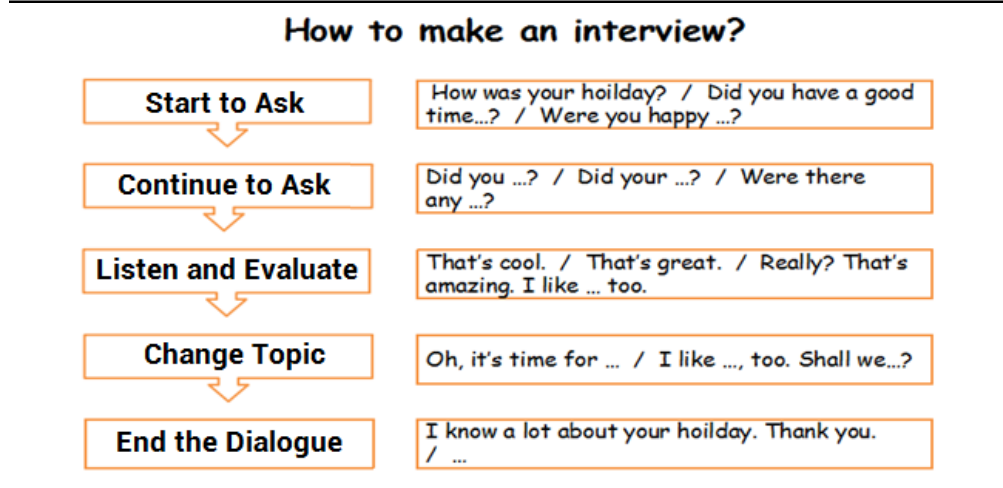 How to make an interview?
Start to Ask
How was your hoilday? / Did you have a good
time...? / Were you happy ...?
Continue to Ask
Did you ...? / Did your ...? / Were there
any ...?
Listen and Evaluate
That's cool. / That's great. / Really? That's
amazing. I like ... too.
Change Topic
Oh, it's time for ... / I like ..., too. Shall we...?
End the Dialogue
I know a lot about your hoilday. Thank you.
/ ...